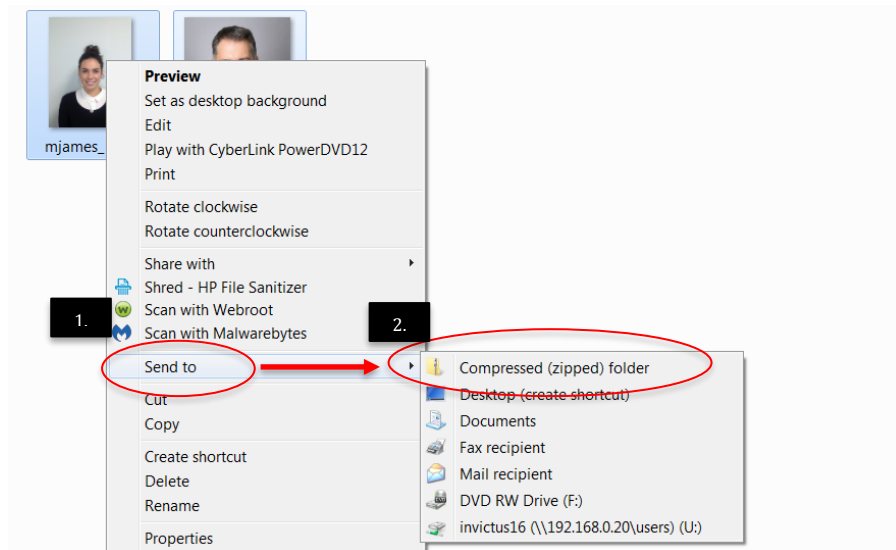 mjames_
Preview
Set as desktop background
Edit
Play with CyberLink PowerDVD12
Print
Rotate clockwise
Rotate counterclockwise
Share with
Shred - HP File Sanitizer
Scan with Webroot
Scan with Malwarebytes
1.
2.
Send to
Cut
Copy
Create shortcut
Delete
Rename
Properties
Compressed (zipped) folder
Desktop (create shortcut)
Documents
Fax recipient
Mail recipient
DVD RW Drive (F:)
invictus16 (\\192.168.0.20\users) (U:)